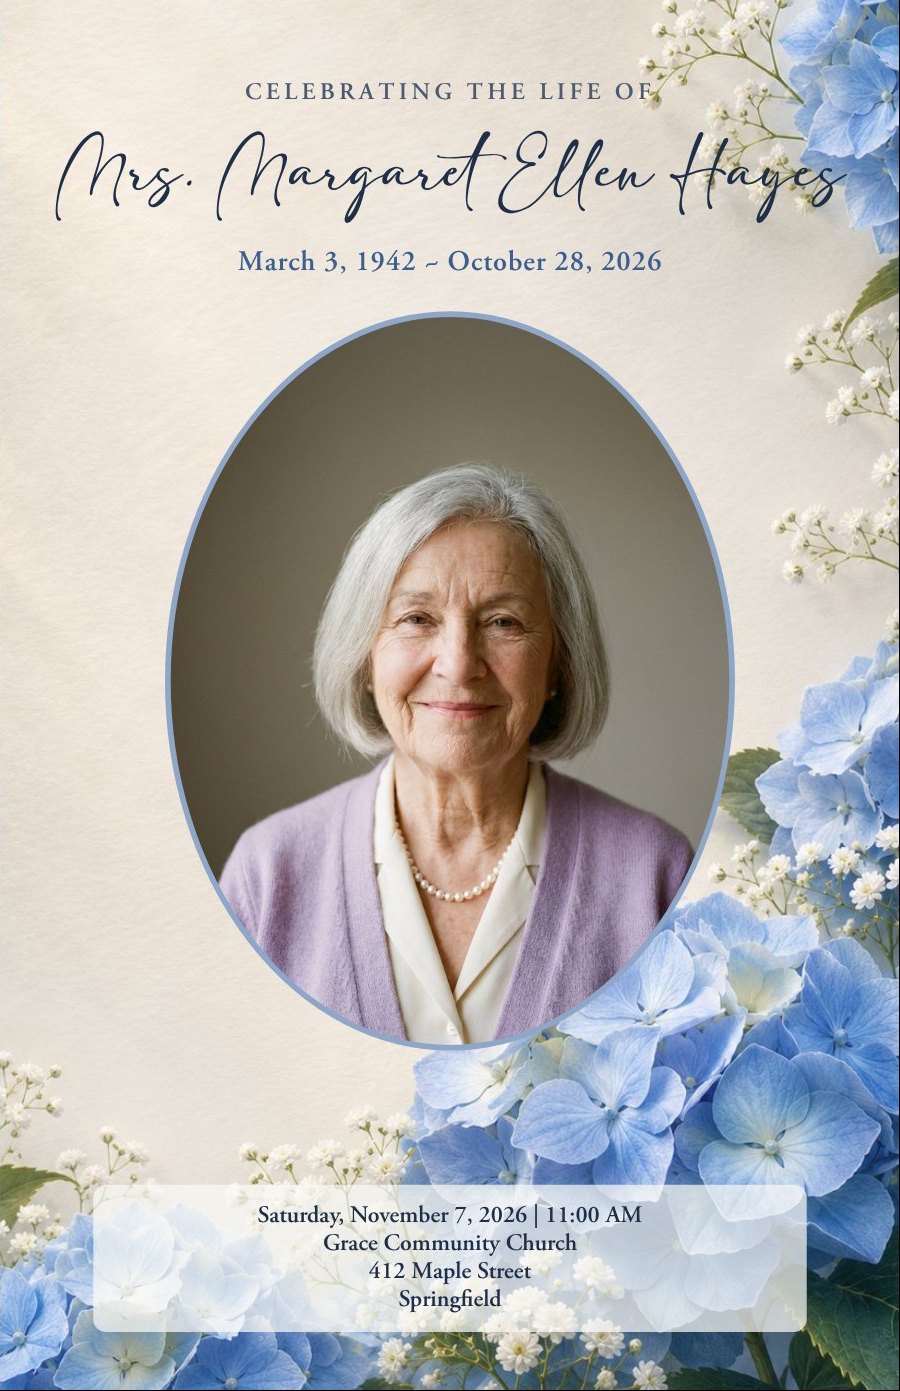 CELEBRATING THE LIFE OF
Mrs. Margaret Ellen Hayes
March 3, 1942 ~ October 28, 2026
Saturday, November 7, 2026 | 11:00 AM
Grace Community Church
412 Maple Street
Springfield